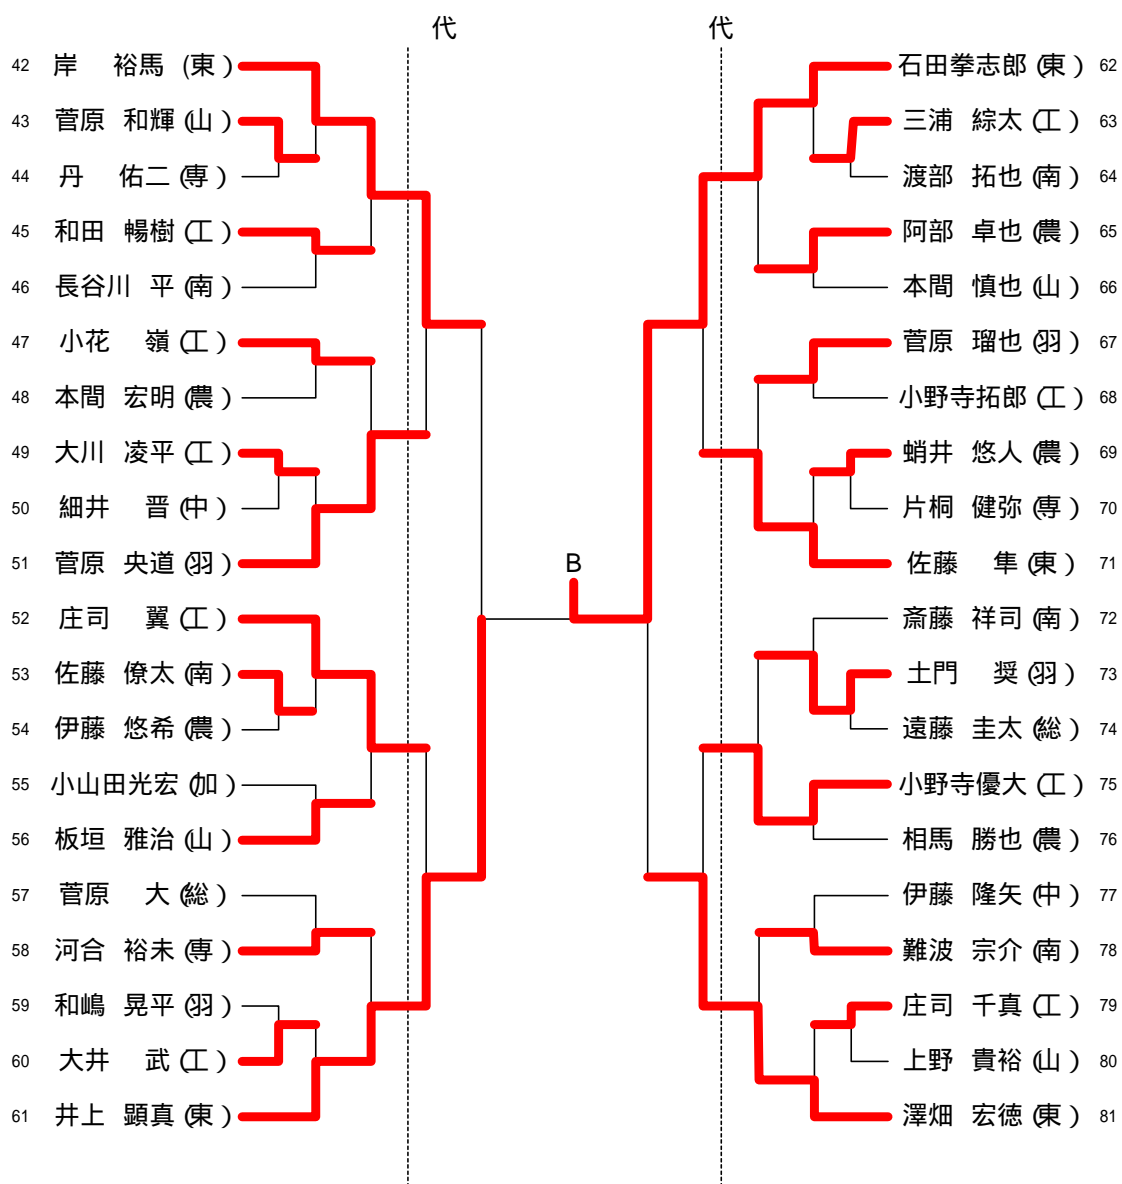 代
代
42 岸 裕馬 (東)
43 菅原 和輝 (山)
44 丹 佑二 (専)
45 和田 暢樹 (工)
46 長谷川 平 (南)
47 小花 嶺 (工)
48 本間 宏明 (農)
49 大川 凌平 (工)
50 細井 晋 (中)
51 菅原 央道 (羽)
52 庄司 翼 (工)
53 佐藤 僚太 (南)
54 伊藤 悠希 (農)
55 小山田光宏 (加)
56 板垣 雅治 (山)
57 菅原 大 (総)
58 河合 裕未 (専)
59 和嶋 晃平 (羽)
60 大井 武 (工)
61 井上 顕真 (東)
B
石田拳志郎 (東) 62
三浦 綜太 (工) 63
渡部 拓也 (南) 64
阿部 卓也 (農) 65
本間 慎也 (山) 66
菅原 瑠也 (羽) 67
小野寺拓郎 (工) 68
蛸井 悠人 (農) 69
片桐 健弥 (専) 70
佐藤 隼 (東) 71
斎藤 祥司 (南) 72
土門 奨 (羽) 73
遠藤 圭太 (総) 74
小野寺優大 (工) 75
相馬 勝也 (農) 76
伊藤 隆矢 (中) 77
難波 宗介 (南) 78
庄司 千真 (工) 79
上野 貴裕 (山) 80
澤畑 宏徳 (東) 81